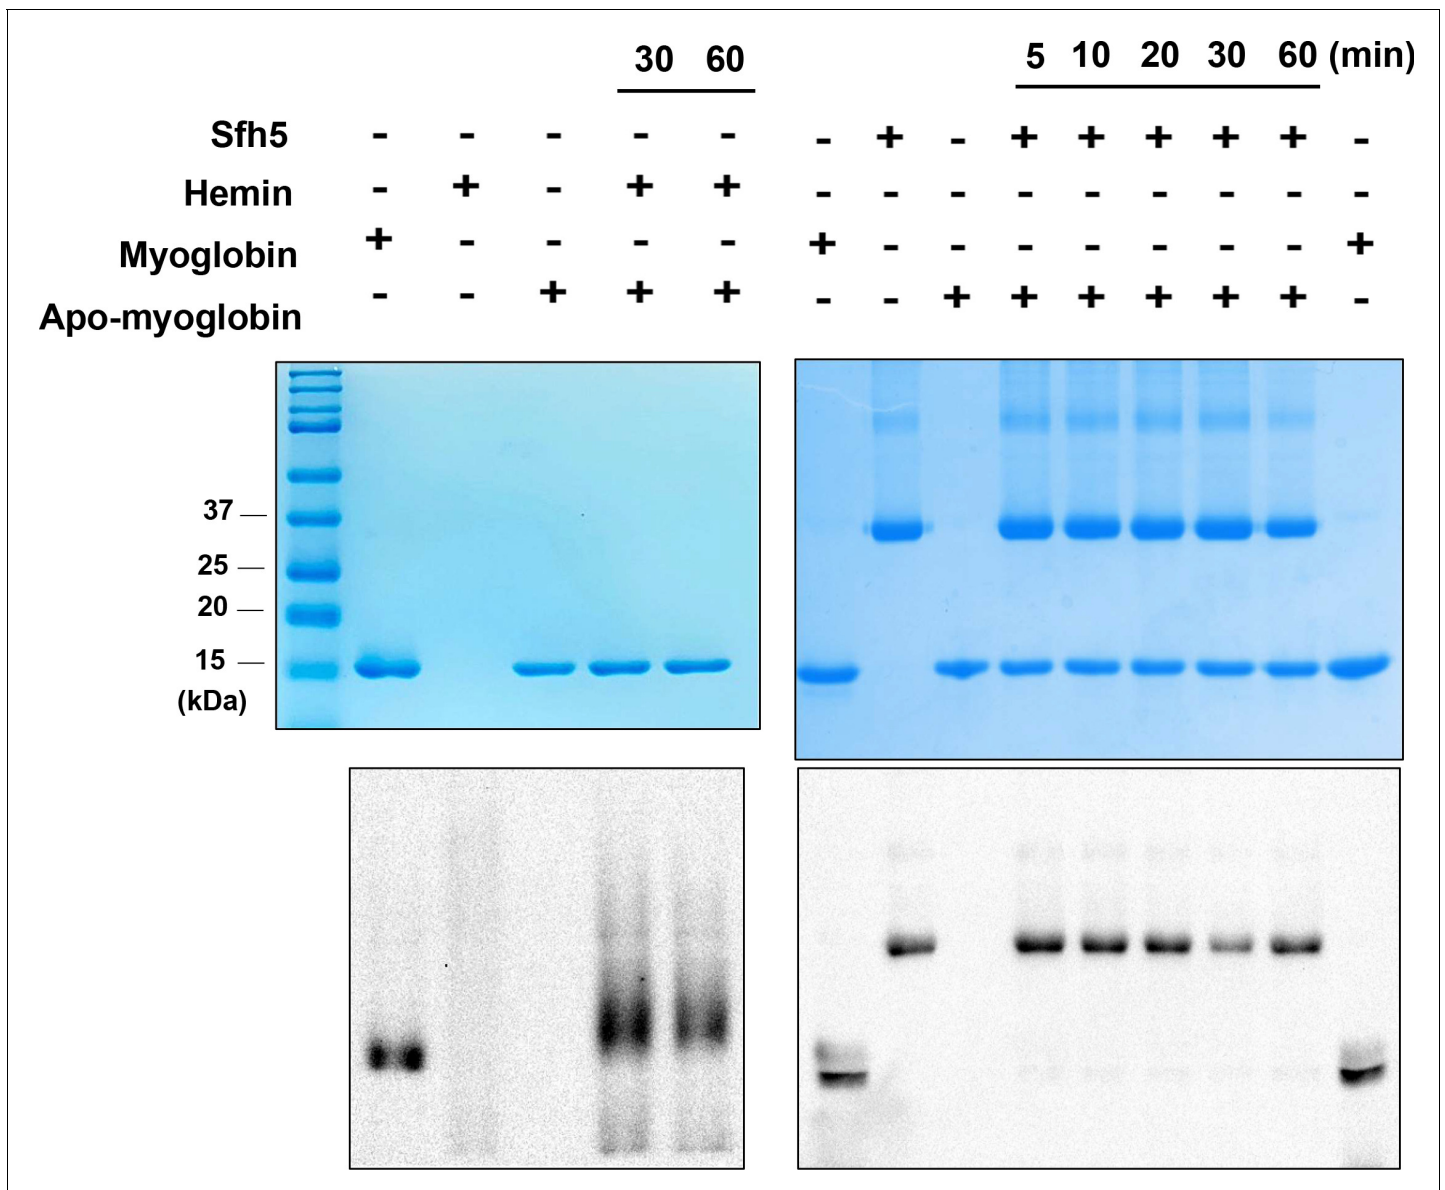 30 60 5 10 20 30 60 (min)
Sfh5 - - - - - - + - + + + + + -
Hemin - + - + + - - - - - - - - -
Myoglobin + - - - - + - - - - - - - +
Apo-myoglobin - - + + + - - + + + + + + -
37
25
20
15
(kDa)